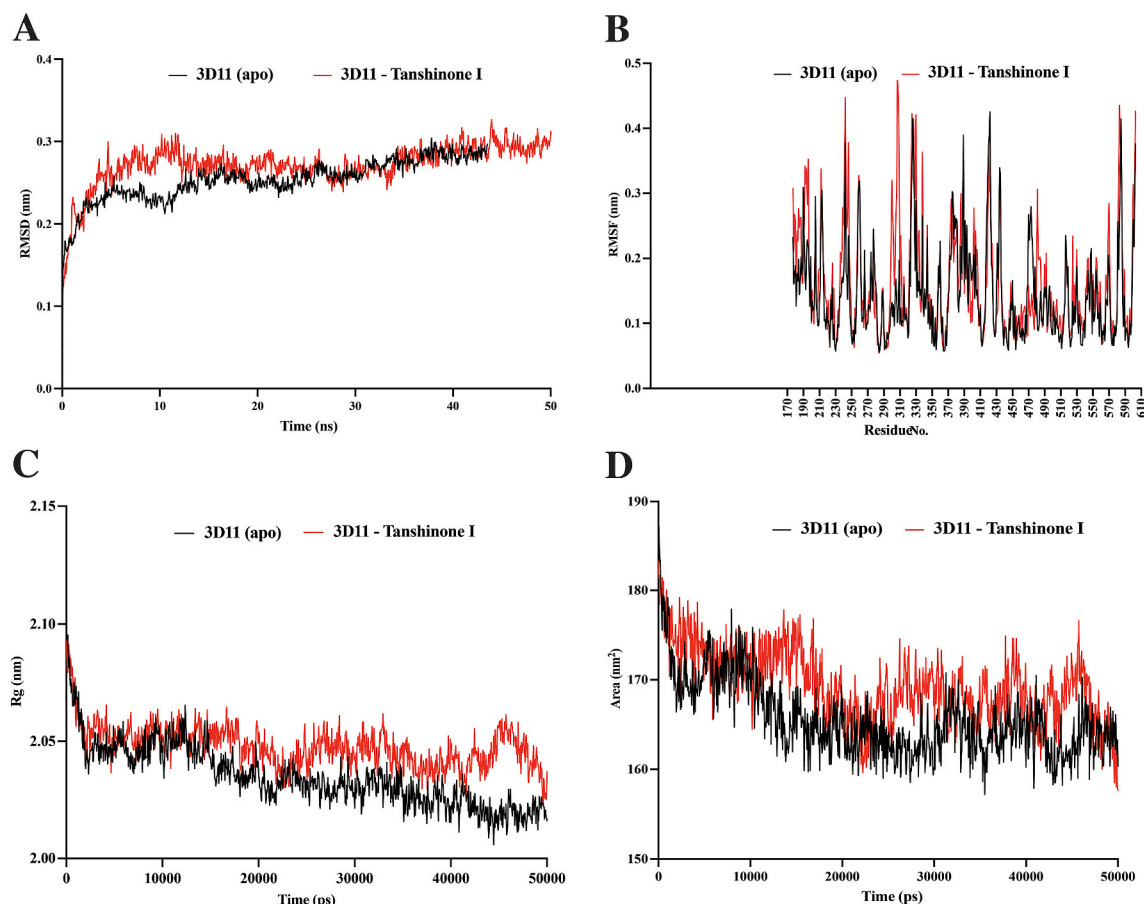 A
3D11 (apo) 3D11 - Tanshinone I
0.4
0.3
0.2
0.1
0.0
RMSD (nm)
0 10 20 30 40 50
Time (ns)
B
3D11 (apo) 3D11 - Tanshinone I
0.5
0.4
0.3
0.2
0.1
0.0
RMSF (nm)
170 190 210 230 250 270 290 310 330 350 370 390 410 430 450 470 490 510 530 550 570 590 610
ResidueNo.
C
3D11 (apo) 3D11 - Tanshinone I
2.15
2.10
2.05
2.00
Rg (nm)
0 10000 20000 30000 40000 50000
Time (ps)
D
3D11 (apo) 3D11 - Tanshinone I
190
180
170
160
150
Area (nm²)
0 10000 20000 30000 40000 50000
Time (ps)